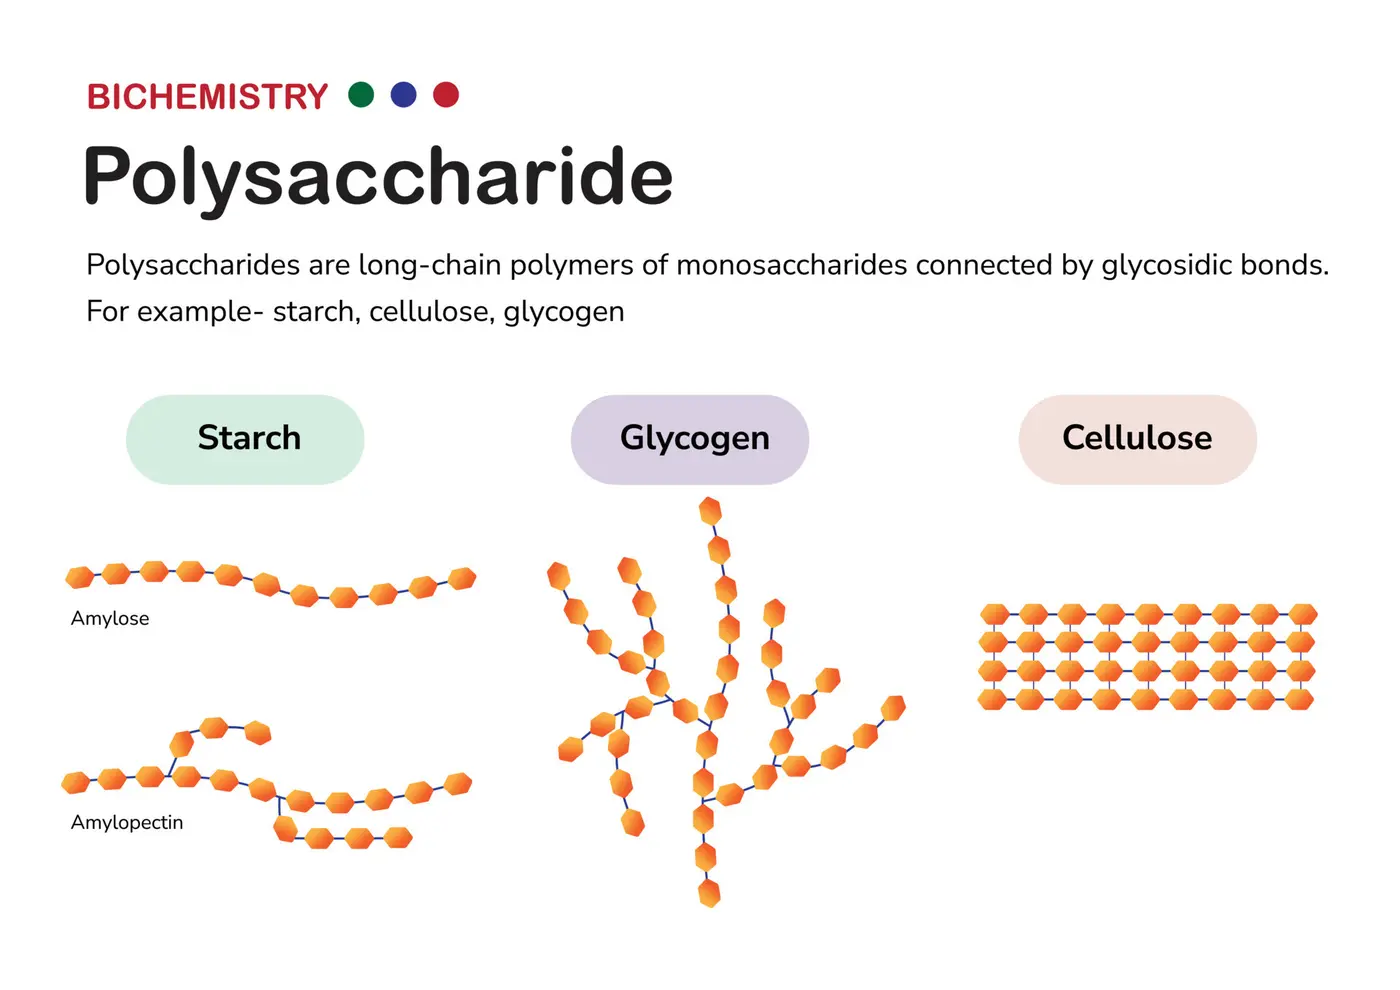 BICHEMISTRY
Polysaccharide
Polysaccharides are long-chain polymers of monosaccharides connected by glycosidic bonds.
For example- starch, cellulose, glycogen
Starch
Glycogen
Cellulose
Amylose
Amylopectin